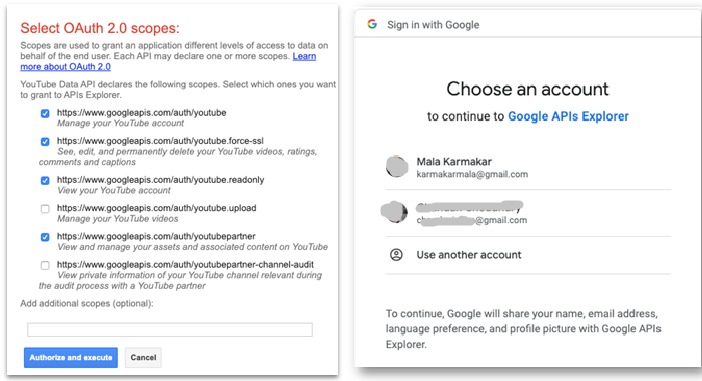 Select OAuth 2.0 scopes:
Scopes are used to grant an application different levels of access to data on
behalf of the end user. Each API may declare one or more scopes. Learn
more about OAuth 2.0
YouTube Data API declares the following scopes. Select which ones you want
to grant to APIs Explorer.
https://www.googleapis.com/auth/youtube
Manage your YouTube account
https://www.googleapis.com/auth/youtube.force-ssl
See, edit, and permanently delete your YouTube videos, ratings,
comments and captions
https://www.googleapis.com/auth/youtube.readonly
View your YouTube account
https://www.googleapis.com/auth/youtube.upload
Manage your YouTube videos
https://www.googleapis.com/auth/youtubepartner
View and manage your assets and associated content on YouTube
https://www.googleapis.com/auth/youtubepartner-channel-audit
View private information of your YouTube channel relevant during
the audit process with a YouTube partner
Add additional scopes (optional):
Authorize and execute Cancel
Sign in with Google
Choose an account
to continue to Google APIs Explorer
Mala Karmakar
karmakarmala@gmail.com
@gmail.com
Use another account
To continue, Google will share your name, email address,
language preference, and profile picture with Google APIs
Explorer.